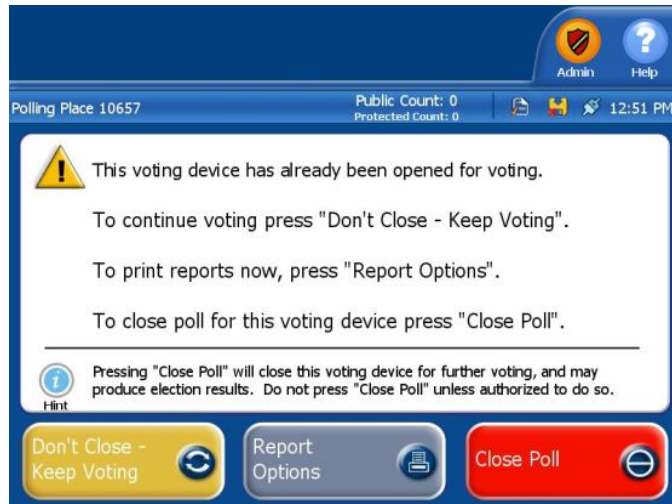 Admin
Help
Polling Place 10657
Public Count: 0
Protected Count: 0
12:51 PM
This voting device has already been opened for voting.
To continue voting press "Don't Close - Keep Voting".
To print reports now, press "Report Options".
To close poll for this voting device press "Close Poll".
Hint
Pressing "Close Poll" will close this voting device for further voting, and may
produce election results. Do not press "Close Poll" unless authorized to do so.
Don't Close -
Keep Voting
Report
Options
Close Poll